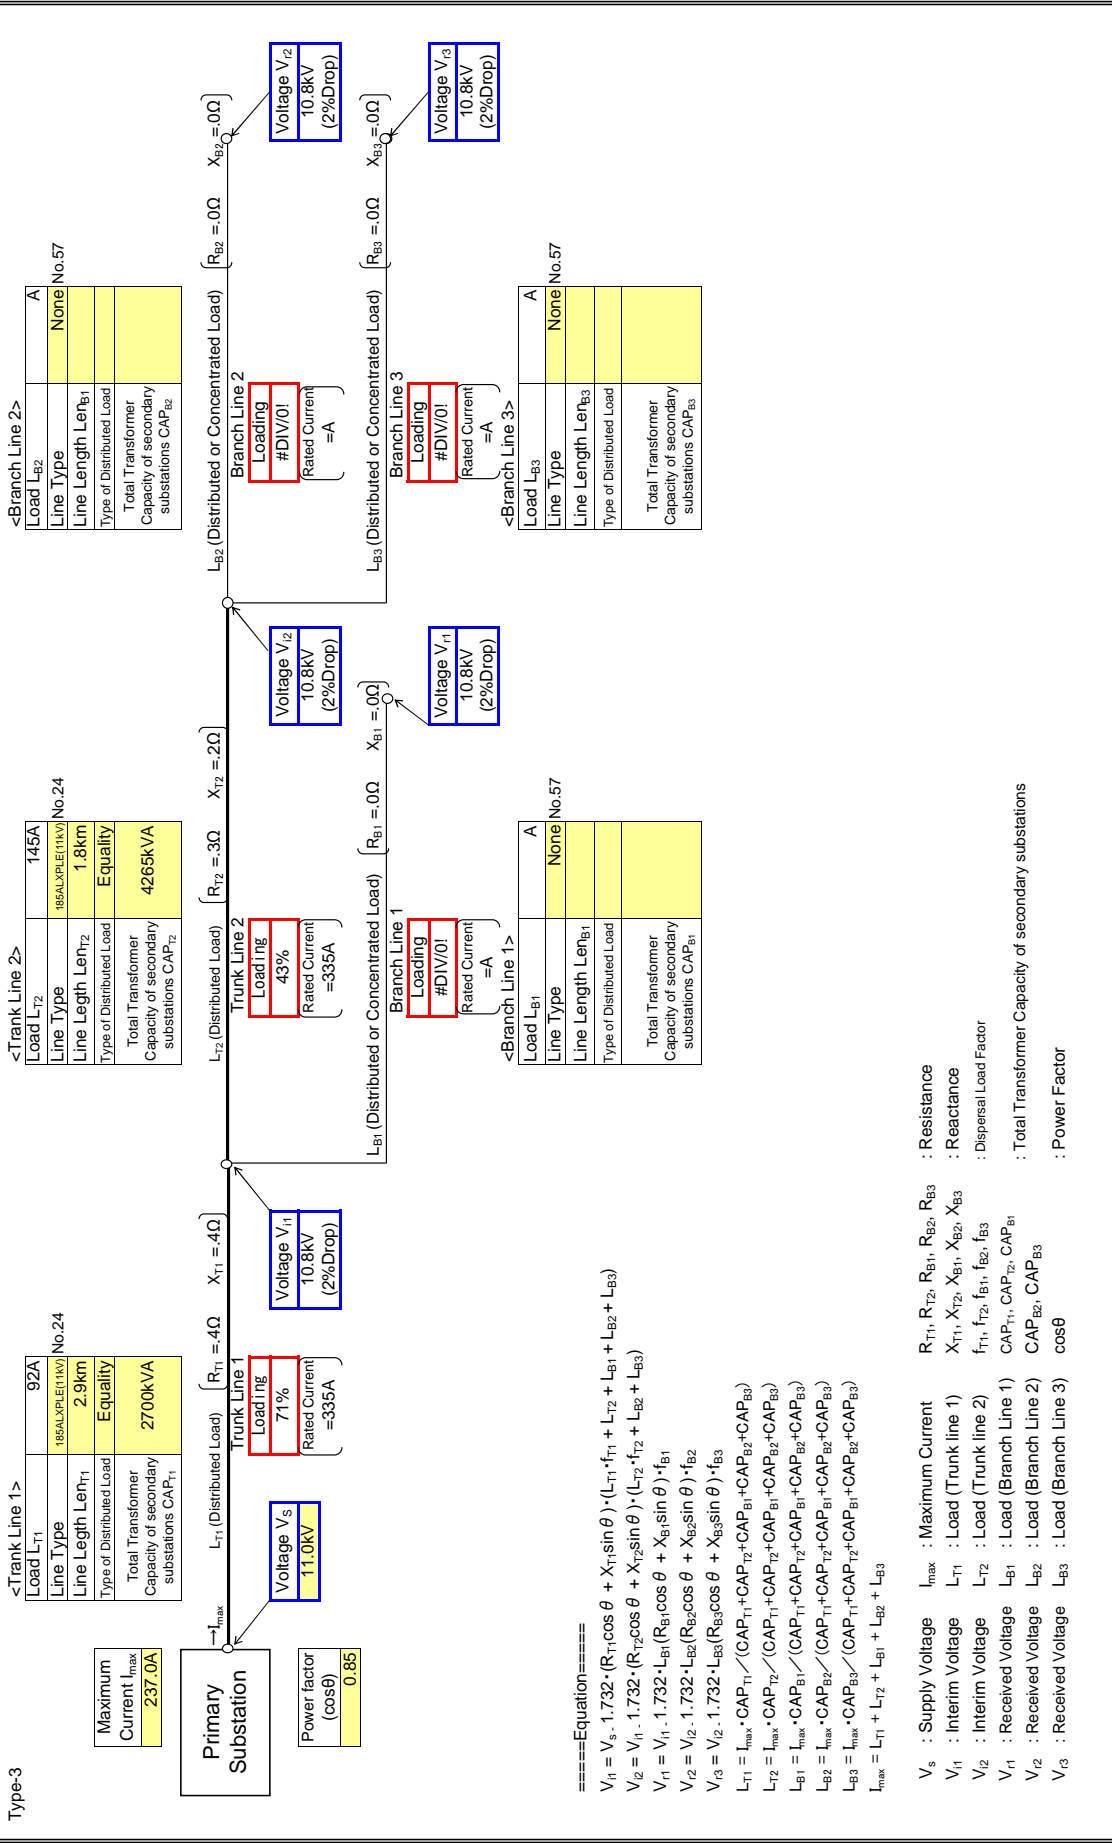 Type-3
Maximum
Current Imax
237.0A
Primary
Substation
Power factor
(cosθ)
0.85
→Imax
Voltage VS
11.0kV
<Trank Line 1>
Load LT1 92A
Line Type 185ALXPLE(11kV) No.24
Line Legth LenT1 2.9km
Type of Distributed Load Equality
Total Transformer
Capacity of secondary
substations CAPT1
2700kVA
LT1 (Distributed Load)
RT1 =.4Ω XT1 =.4Ω
Trunk Line 1
Loading
71%
Rated Current
=335A
Voltage Vi1
10.8kV
(2%Drop)
<Trank Line 2>
Load LT2 145A
Line Type 185ALXPLE(11kV) No.24
Line Legth LenT2 1.8km
Type of Distributed Load Equality
Total Transformer
Capacity of secondary
substations CAPT2
4265kVA
LT2 (Distributed Load)
RT2 =.3Ω XT2 =.2Ω
Trunk Line 2
Loading
43%
Rated Current
=335A
Voltage Vi2
10.8kV
(2%Drop)
LB1 (Distributed or Concentrated Load)
RB1 =.0Ω XB1 =.0Ω
Branch Line 1
Loading
#DIV/0!
Rated Current
=A
Voltage Vr1
10.8kV
(2%Drop)
<Branch Line 1>
Load LB1 A
Line Type None No.57
Line Length LenB1
Type of Distributed Load
Total Transformer
Capacity of secondary
substations CAPB1
<Branch Line 2>
Load LB2 A
Line Type None No.57
Line Length LenB1
Type of Distributed Load
Total Transformer
Capacity of secondary
substations CAPB2
LB2 (Distributed or Concentrated Load)
RB2 =.0Ω XB2 =.0Ω
Branch Line 2
Loading
#DIV/0!
Rated Current
=A
Voltage Vr2
10.8kV
(2%Drop)
LB3 (Distributed or Concentrated Load)
RB3 =.0Ω XB3 =.0Ω
Branch Line 3
Loading
#DIV/0!
Rated Current
=A
Voltage Vr3
10.8kV
(2%Drop)
<Branch Line 3>
Load LB3 A
Line Type None No.57
Line Length LenB3
Type of Distributed Load
Total Transformer
Capacity of secondary
substations CAPB3
=====Equation=====
Vi1 = Vs - 1.732・(RT1cos θ + XT1sin θ)・(LT1・fT1 + LT2 + LB1 + LB2 + LB3)
Vi2 = Vi1 - 1.732・(RT2cos θ + XT2sin θ)・(LT2・fT2 + LB2 + LB3)
Vr1 = Vi1 - 1.732・LB1(RB1cos θ + XB1sin θ)・fB1
Vr2 = Vi2 - 1.732・LB2(RB2cos θ + XB2sin θ)・fB2
Vr3 = Vi2 - 1.732・LB3(RB3cos θ + XB3sin θ)・fB3
LT1 = Imax・CAPT1／(CAPT1+CAPT2+CAPB1+CAPB2+CAPB3)
LT2 = Imax・CAPT2／(CAPT1+CAPT2+CAPB1+CAPB2+CAPB3)
LB1 = Imax・CAPB1／(CAPT1+CAPT2+CAPB1+CAPB2+CAPB3)
LB2 = Imax・CAPB2／(CAPT1+CAPT2+CAPB1+CAPB2+CAPB3)
LB3 = Imax・CAPB3／(CAPT1+CAPT2+CAPB1+CAPB2+CAPB3)
Imax = LT1 + LT2 + LB1 + LB2 + LB3
Vs : Supply Voltage Imax : Maximum Current RT1, RT2, RB1, RB2, RB3 : Resistance
Vi1 : Interim Voltage LT1 : Load (Trunk line 1) XT1, XT2, XB1, XB2, XB3 : Reactance
Vi2 : Interim Voltage LT2 : Load (Trunk line 2) fT1, fT2, fB1, fB2, fB3 : Dispersal Load Factor
Vr1 : Received Voltage LB1 : Load (Branch Line 1) CAPT1, CAPT2, CAPB1 : Total Transformer Capacity of secondary substations
Vr2 : Received Voltage LB2 : Load (Branch Line 2) CAPB2, CAPB3
Vr3 : Received Voltage LB3 : Load (Branch Line 3) cosθ : Power Factor